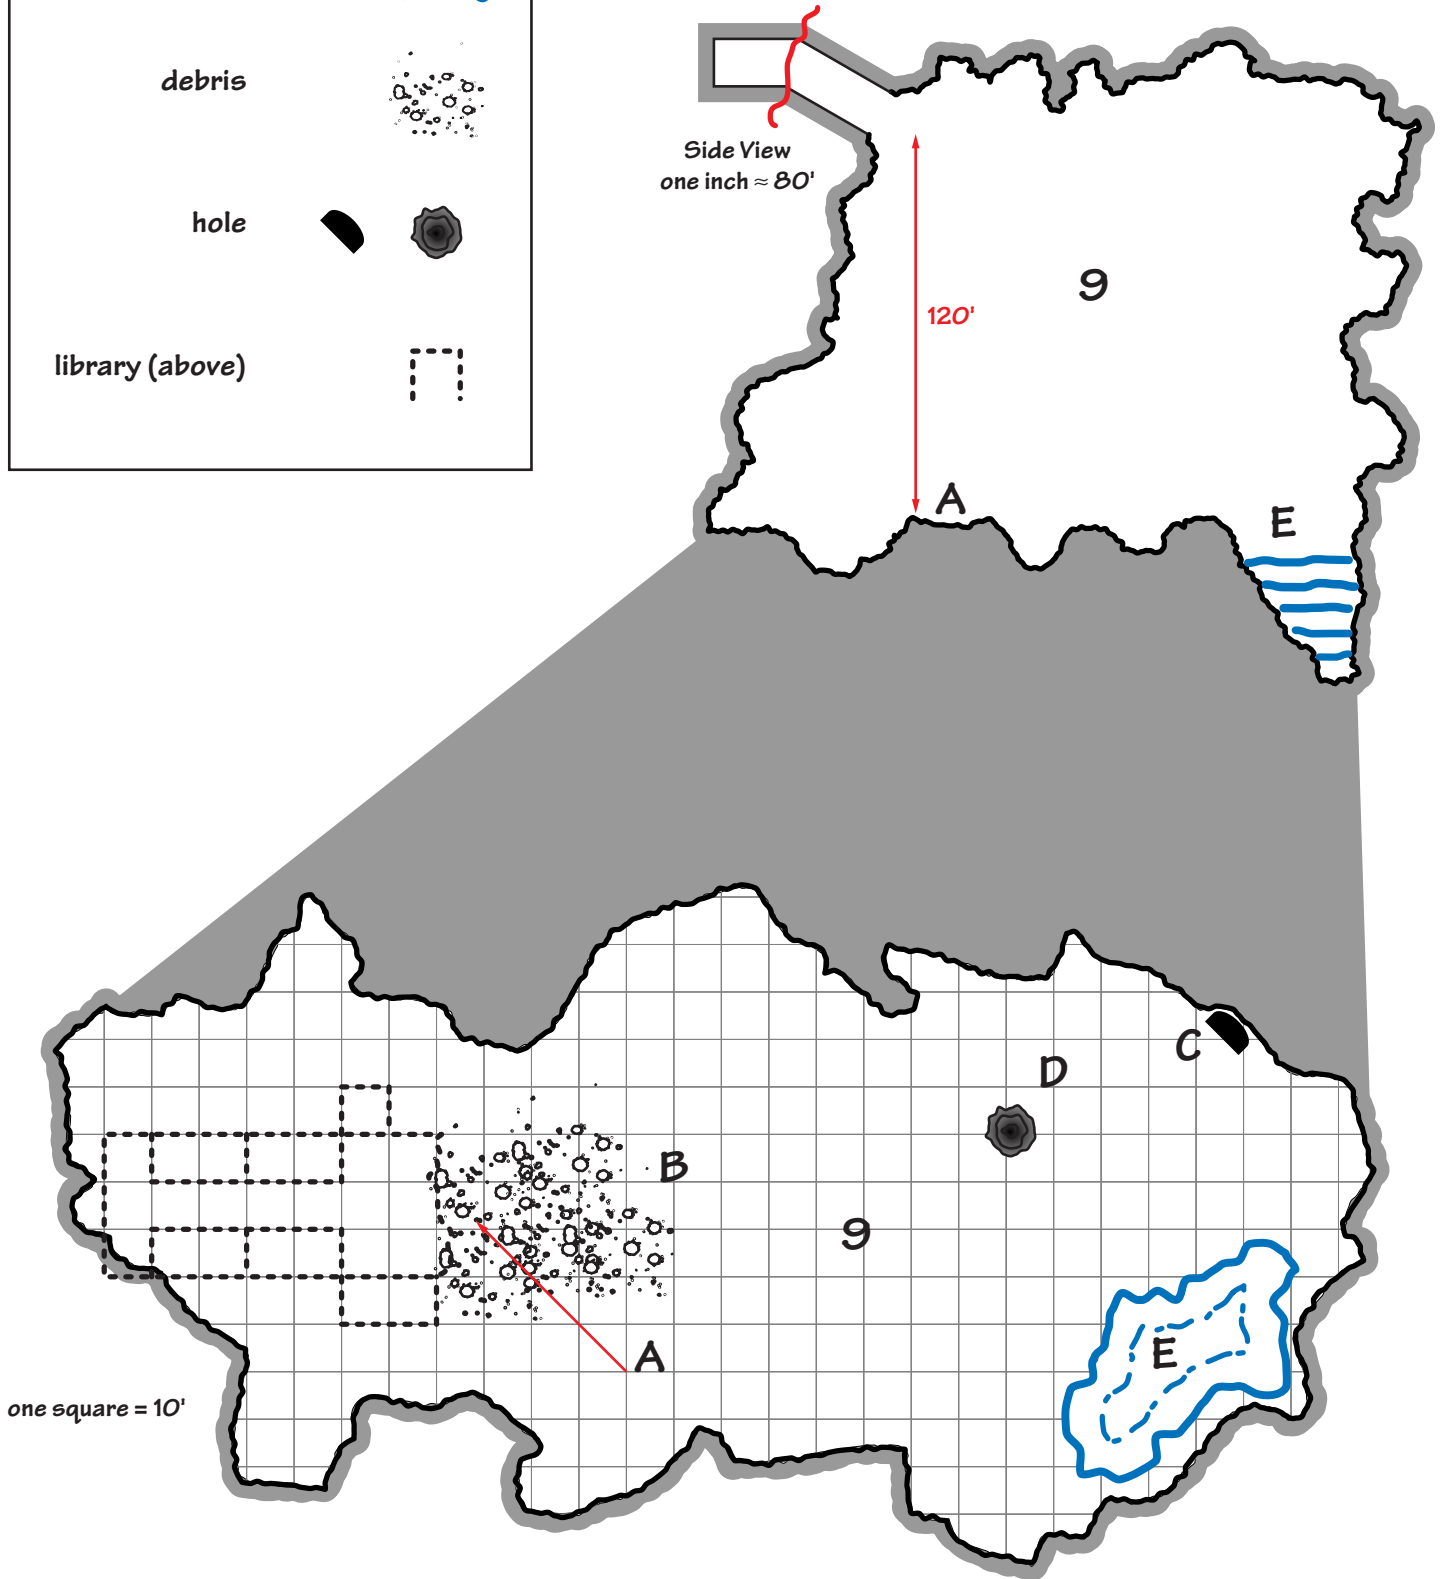 debris
hole
library (above)
Side View
one inch ≈ 80'
120'
9
A
E
C
D
B
9
E
A
one square = 10'